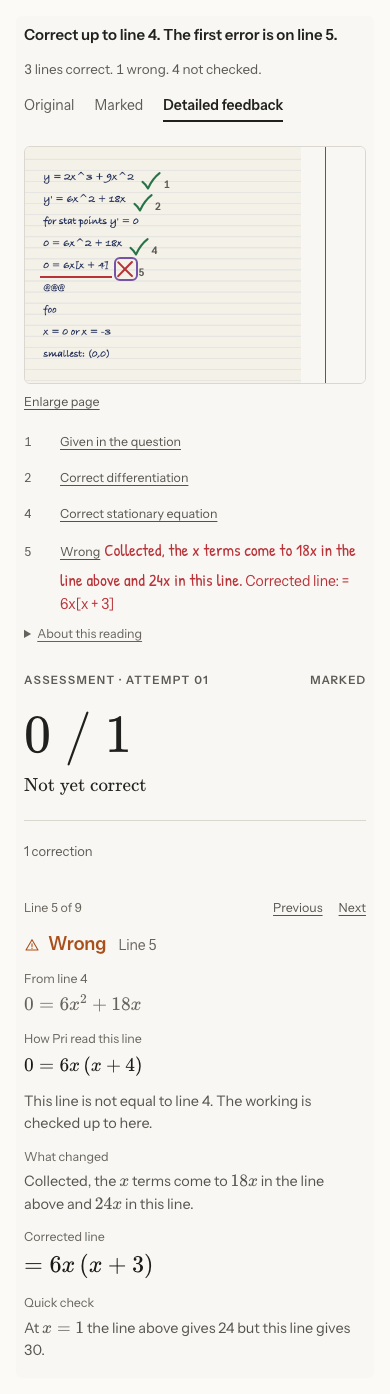 Correct up to line 4. The first error is on line 5.
3 lines correct. 1 wrong. 4 not checked.
Original Marked Detailed feedback
y = 2x^3 + 9x^2 1
y' = 6x^2 + 18x 2
for stat points y' = 0
0 = 6x^2 + 18x 4
0 = 6x[x + 4] 5
@@@
foo
x = 0 or x = -3
smallest: (0,0)
Enlarge page
1 Given in the question
2 Correct differentiation
4 Correct stationary equation
5 Wrong Collected, the x terms come to 18x in the
line above and 24x in this line. Corrected line: =
6x[x + 3]
▶ About this reading
ASSESSMENT · ATTEMPT 01 MARKED
0 / 1
Not yet correct
1 correction
Line 5 of 9 Previous Next
Wrong Line 5
From line 4
0 = 6x² + 18x
How Pri read this line
0 = 6x (x + 4)
This line is not equal to line 4. The working is
checked up to here.
What changed
Collected, the x terms come to 18x in the line
above and 24x in this line.
Corrected line
= 6x (x + 3)
Quick check
At x = 1 the line above gives 24 but this line gives
30.